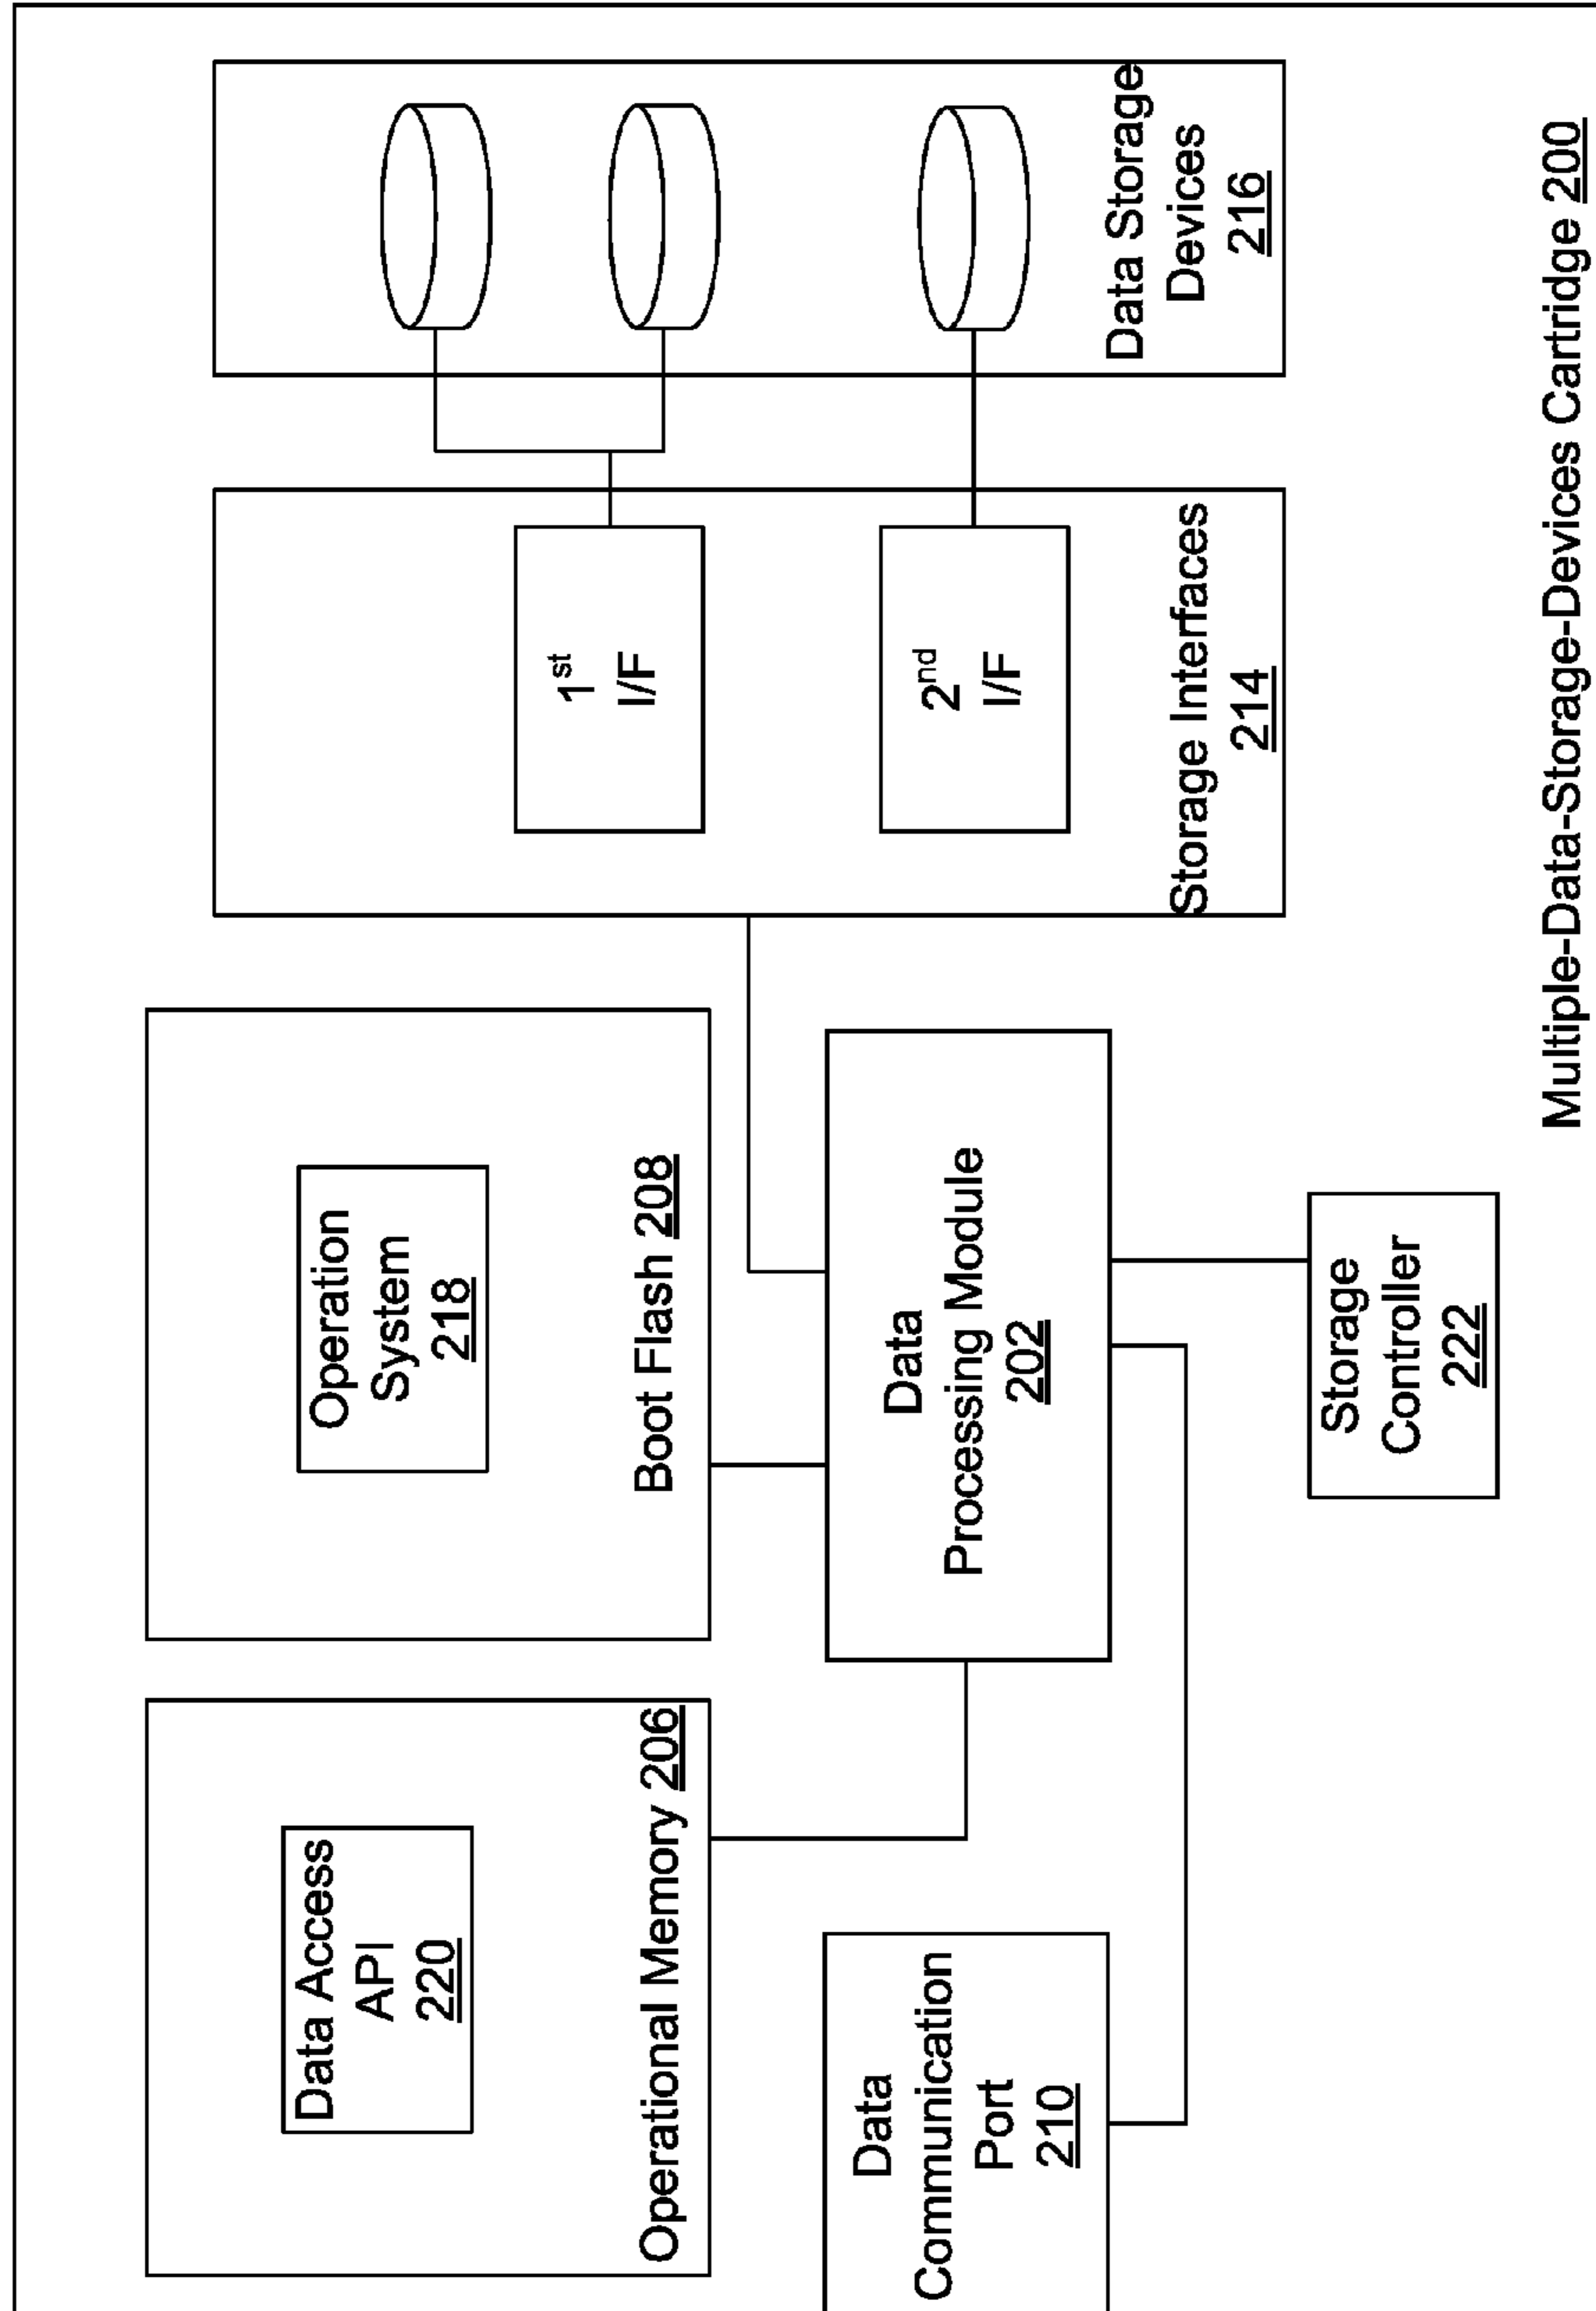 Data Access
API
220
Operational Memory 206
Operation
System
218
Boot Flash 208
1st
I/F
2nd
I/F
Storage Interfaces
214
Data Storage
Devices
216
Data
Communication
Port
210
Data
Processing Module
202
Storage
Controller
222
Multiple-Data-Storage-Devices Cartridge 200